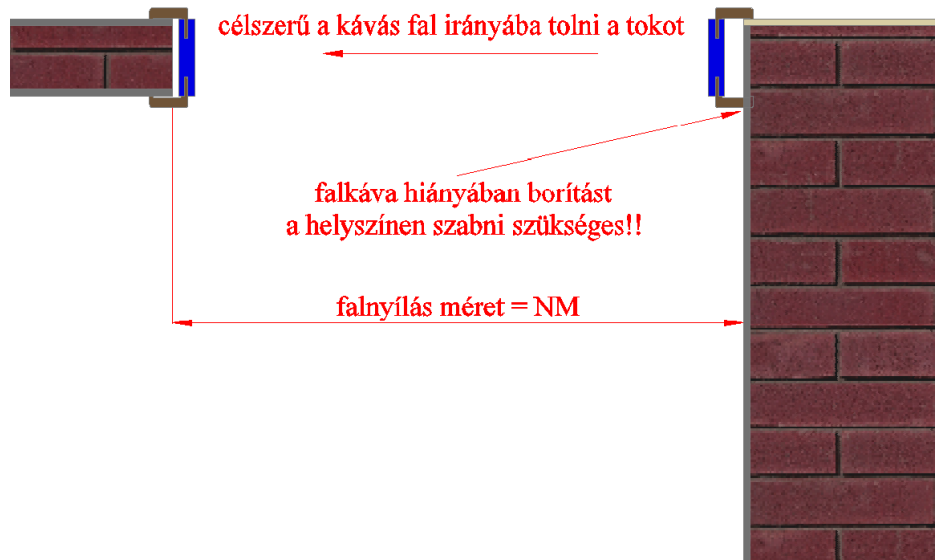 célszerű a kávás fal irányába tolni a tokot
falkáva hiányában borítást
a helyszínen szabni szükséges!!
falnyílás méret = NM